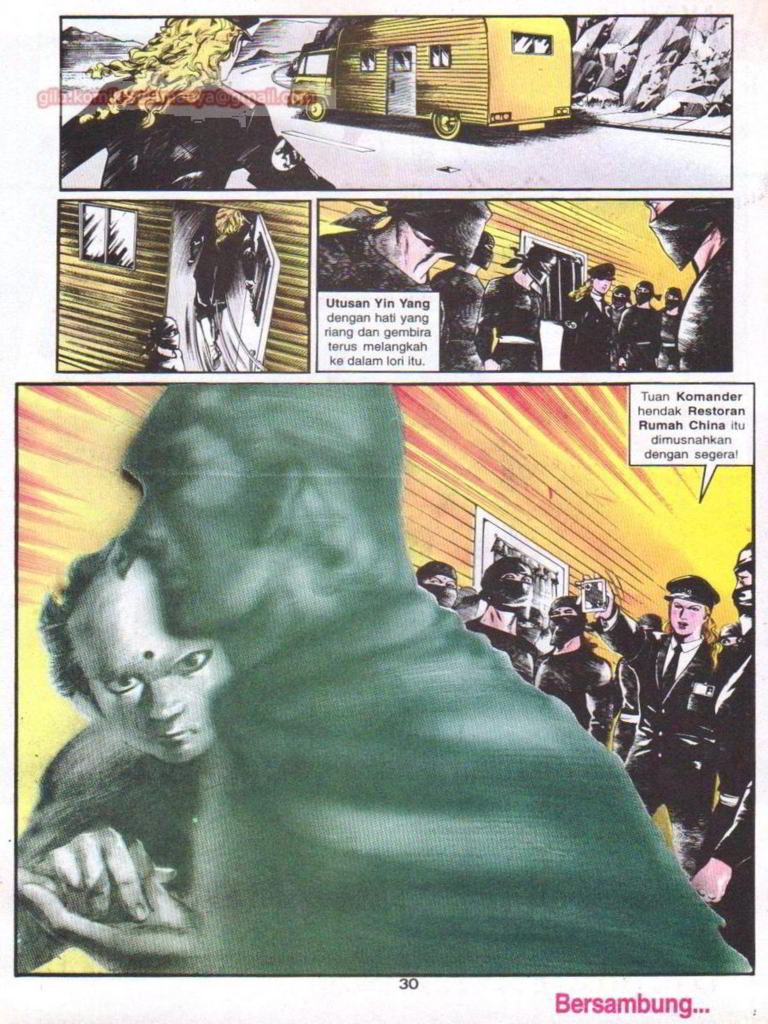 Utusan Yin Yang
dengan hati yang
riang dan gembira
terus melangkah
ke dalam lori itu.
Tuan Komander
hendak Restoran
Rumah China itu
dimusnahkan
dengan segera!
30
Bersambung...